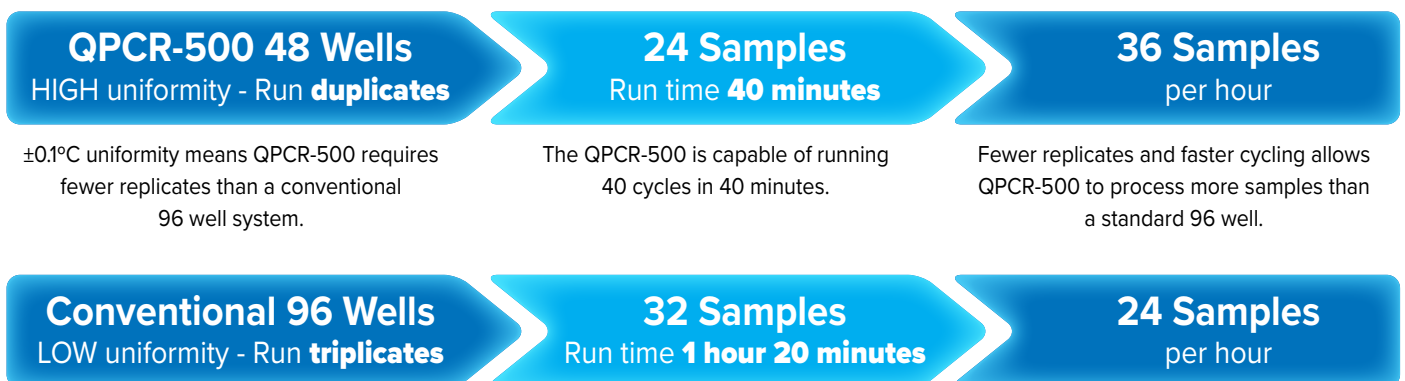 QPCR-500 48 Wells
HIGH uniformity - Run duplicates
24 Samples
Run time 40 minutes
36 Samples
per hour
±0.1ºC uniformity means QPCR-500 requires
fewer replicates than a conventional
96 well system.
The QPCR-500 is capable of running
40 cycles in 40 minutes.
Fewer replicates and faster cycling allows
QPCR-500 to process more samples than
a standard 96 well.
Conventional 96 Wells
LOW uniformity - Run triplicates
32 Samples
Run time 1 hour 20 minutes
24 Samples
per hour